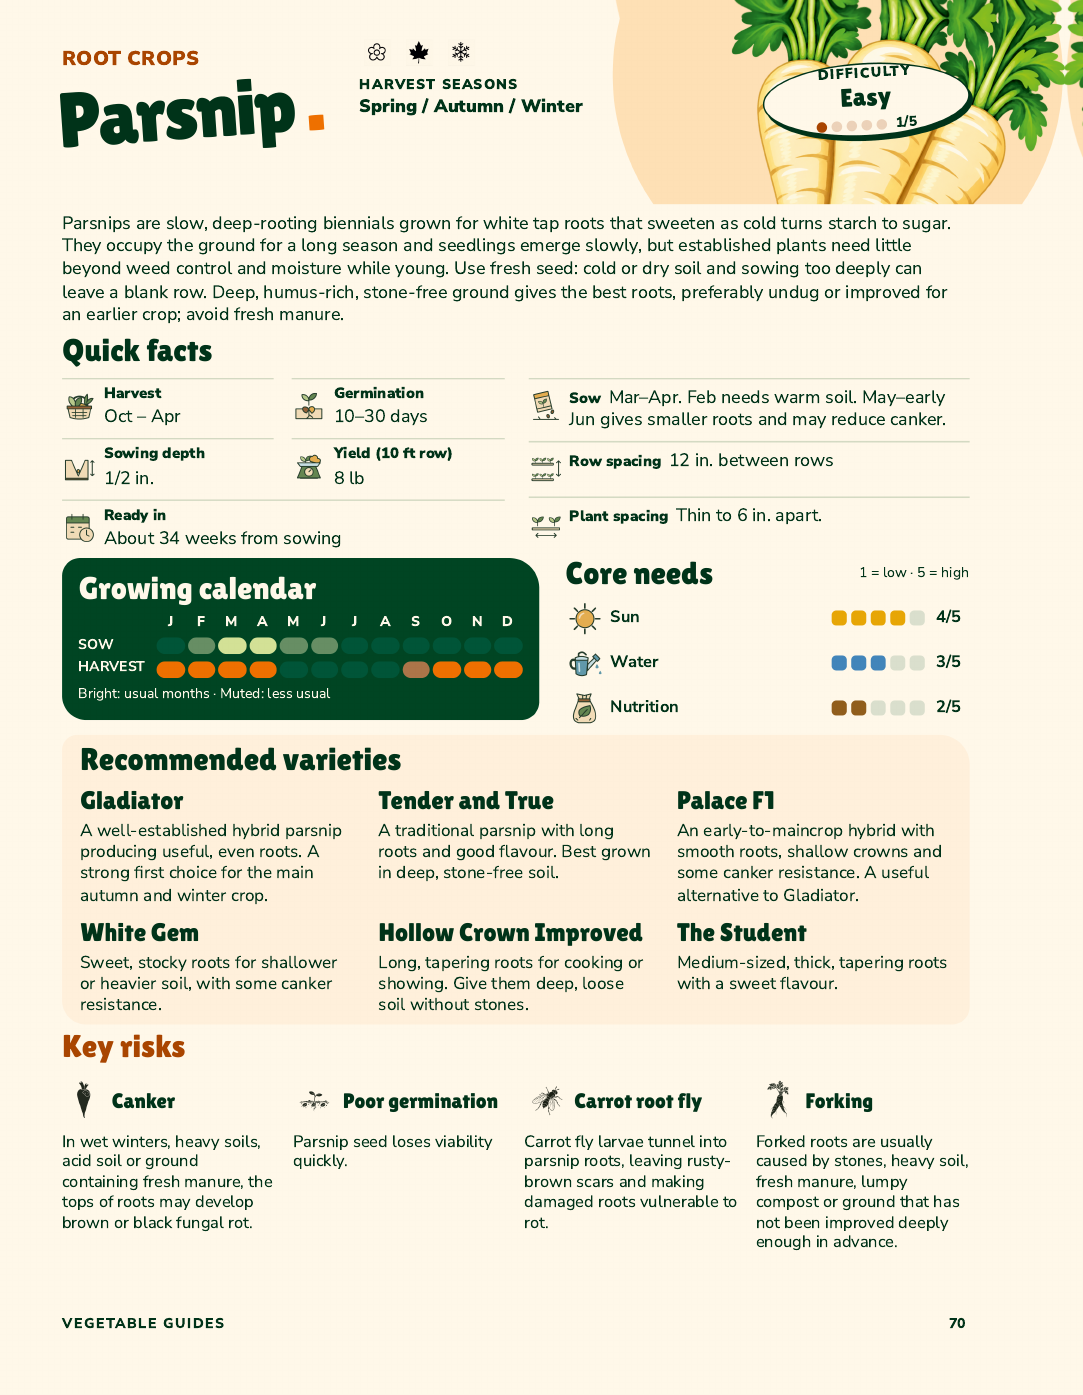 ROOT CROPS
Parsnip.
HARVEST SEASONS
Spring / Autumn / Winter
DIFFICULTY
Easy
1/5
Parsnips are slow, deep-rooting biennials grown for white tap roots that sweeten as cold turns starch to sugar.
They occupy the ground for a long season and seedlings emerge slowly, but established plants need little
beyond weed control and moisture while young. Use fresh seed: cold or dry soil and sowing too deeply can
leave a blank row. Deep, humus-rich, stone-free ground gives the best roots, preferably undug or improved for
an earlier crop; avoid fresh manure.
Quick facts
Harvest
Oct – Apr
Germination
10–30 days
Sowing depth
1/2 in.
Yield (10 ft row)
8 lb
Ready in
About 34 weeks from sowing
Sow Mar–Apr. Feb needs warm soil. May–early
Jun gives smaller roots and may reduce canker.
Row spacing 12 in. between rows
Plant spacing Thin to 6 in. apart.
Growing calendar
J F M A M J J A S O N D
SOW
HARVEST
Bright: usual months · Muted: less usual
Core needs
1 = low · 5 = high
Sun 4/5
Water 3/5
Nutrition 2/5
Recommended varieties
Gladiator
A well-established hybrid parsnip
producing useful, even roots. A
strong first choice for the main
autumn and winter crop.
Tender and True
A traditional parsnip with long
roots and good flavour. Best grown
in deep, stone-free soil.
Palace F1
An early-to-maincrop hybrid with
smooth roots, shallow crowns and
some canker resistance. A useful
alternative to Gladiator.
White Gem
Sweet, stocky roots for shallower
or heavier soil, with some canker
resistance.
Hollow Crown Improved
Long, tapering roots for cooking or
showing. Give them deep, loose
soil without stones.
The Student
Medium-sized, thick, tapering roots
with a sweet flavour.
Key risks
Canker
In wet winters, heavy soils,
acid soil or ground
containing fresh manure, the
tops of roots may develop
brown or black fungal rot.
Poor germination
Parsnip seed loses viability
quickly.
Carrot root fly
Carrot fly larvae tunnel into
parsnip roots, leaving rusty-
brown scars and making
damaged roots vulnerable to
rot.
Forking
Forked roots are usually
caused by stones, heavy soil,
fresh manure, lumpy
compost or ground that has
not been improved deeply
enough in advance.
VEGETABLE GUIDES
70